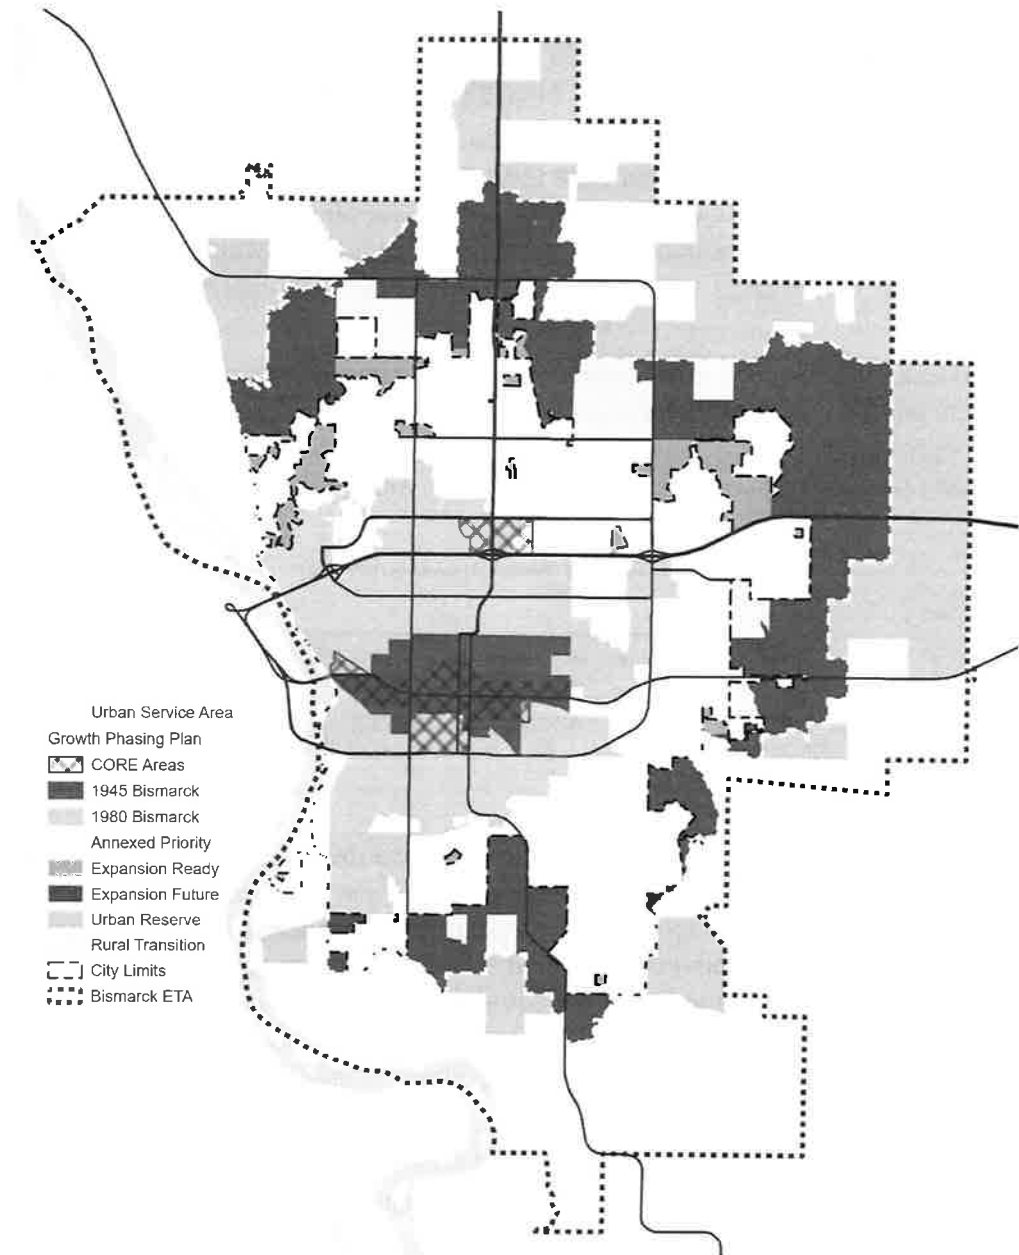 Urban Service Area
Growth Phasing Plan
CORE Areas
1945 Bismarck
1980 Bismarck
Annexed Priority
Expansion Ready
Expansion Future
Urban Reserve
Rural Transition
City Limits
Bismarck ETA